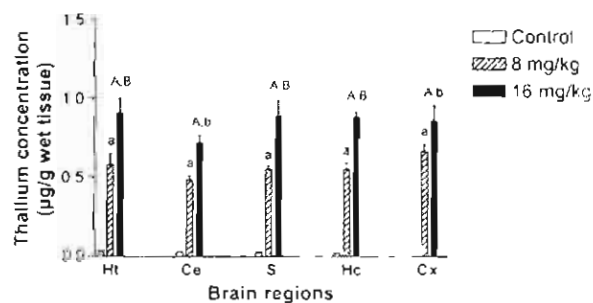 1.5
1.0
0.5
0.0
Thallium concentration
(µg/g wet tissue)
Control
8 mg/kg
16 mg/kg
A,B
a
A,b
a
A,B
a
A,B
a
A,b
a
Ht
Ce
S
Hc
Cx
Brain regions